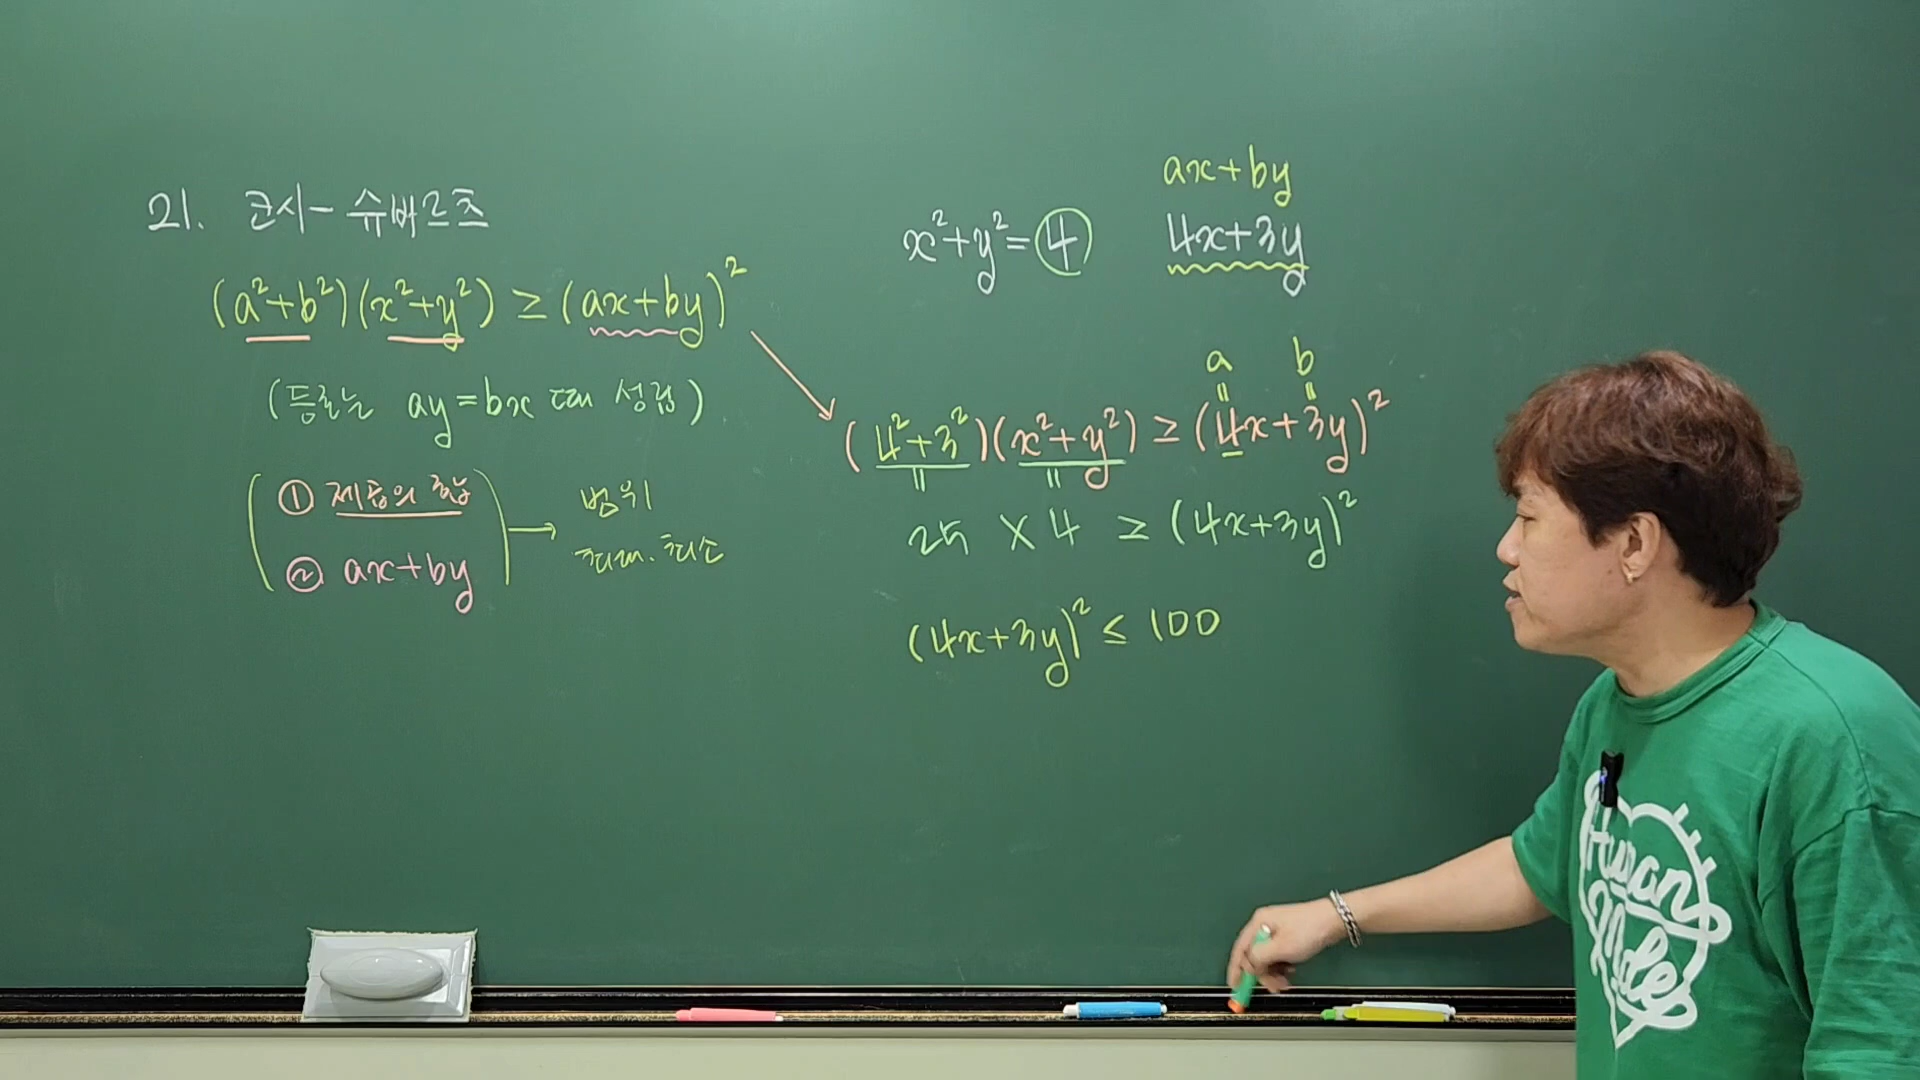 21. 코시-슈바르츠
(a²+b²)(x²+y²) ≥ (ax+by)²
(등호는 ay=bx 때 성립)
① 제곱의 합
② ax+by
→ 범위
최대. 최소
ax+by
x²+y²=4 4x+3y
a b
(4²+3²)(x²+y²) ≥ (4x+3y)²
25 × 4 ≥ (4x+3y)²
(4x+3y)² ≤ 100
Human
Made